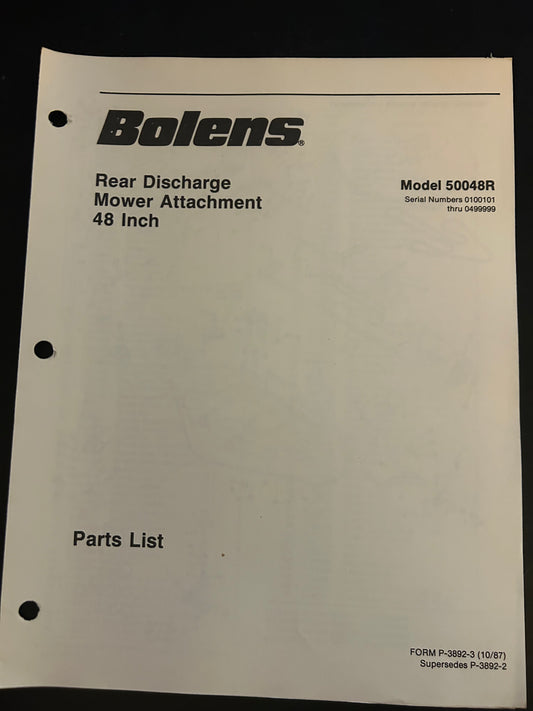 Bolens®
Rear Discharge
Mower Attachment
48 Inch
Model 50048R
Serial Numbers 0100101
thru 0499999
Parts List
FORM P-3892-3 (10/87)
Supersedes P-3892-2